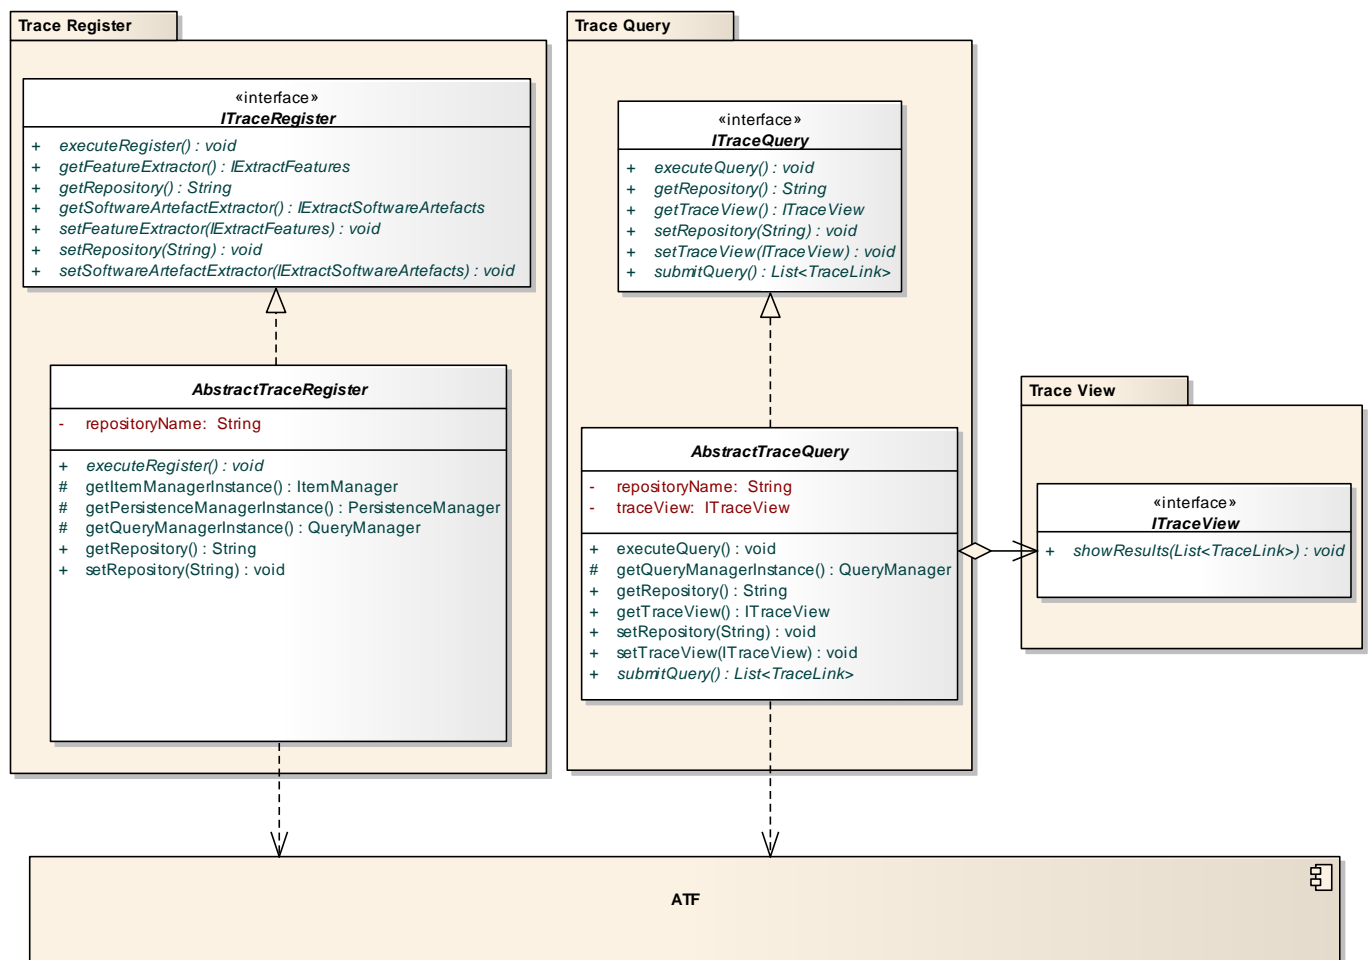 Trace Register
«interface»
ITraceRegister
+ executeRegister() : void
+ getFeatureExtractor() : IExtractFeatures
+ getRepository() : String
+ getSoftwareArtefactExtractor() : IExtractSoftwareArtefacts
+ setFeatureExtractor(IExtractFeatures) : void
+ setRepository(String) : void
+ setSoftwareArtefactExtractor(IExtractSoftwareArtefacts) : void
AbstractTraceRegister
- repositoryName: String
+ executeRegister() : void
# getItemManagerInstance() : ItemManager
# getPersistenceManagerInstance() : PersistenceManager
# getQueryManagerInstance() : QueryManager
+ getRepository() : String
+ setRepository(String) : void
Trace Query
«interface»
ITraceQuery
+ executeQuery() : void
+ getRepository() : String
+ getTraceView() : ITraceView
+ setRepository(String) : void
+ setTraceView(ITraceView) : void
+ submitQuery() : List<TraceLink>
AbstractTraceQuery
- repositoryName: String
- traceView: ITraceView
+ executeQuery() : void
# getQueryManagerInstance() : QueryManager
+ getRepository() : String
+ getTraceView() : ITraceView
+ setRepository(String) : void
+ setTraceView(ITraceView) : void
+ submitQuery() : List<TraceLink>
Trace View
«interface»
ITraceView
+ showResults(List<TraceLink>) : void
ATF